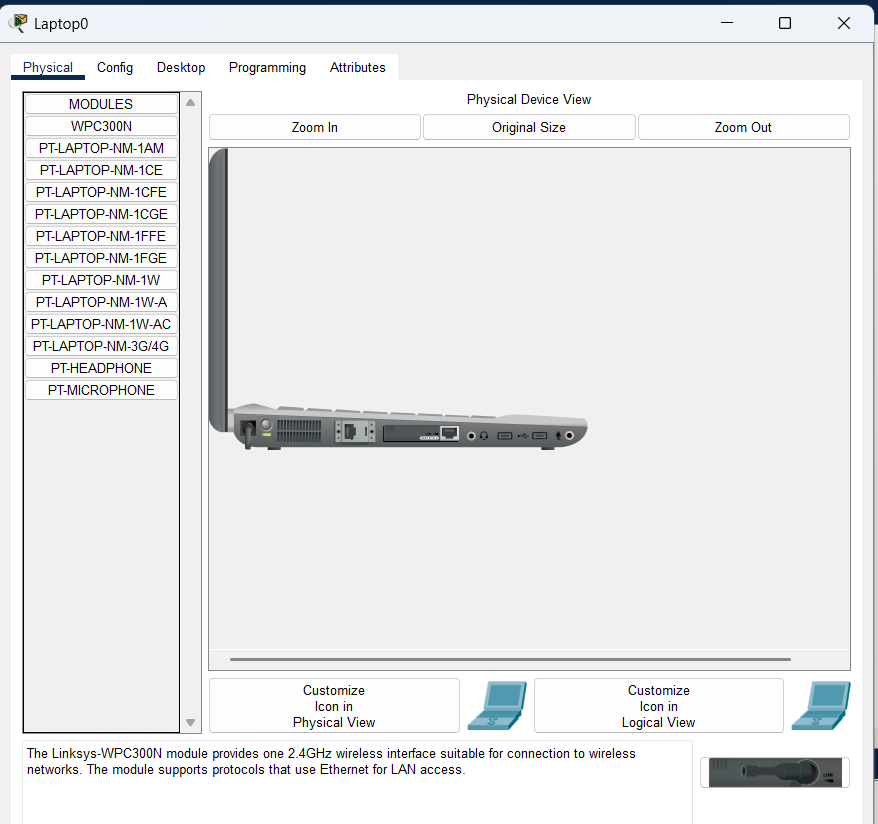 Laptop0
Physical
Config
Desktop
Programming
Attributes
MODULES
WPC300N
PT-LAPTOP-NM-1AM
PT-LAPTOP-NM-1CE
PT-LAPTOP-NM-1CFE
PT-LAPTOP-NM-1CGE
PT-LAPTOP-NM-1FFE
PT-LAPTOP-NM-1FGE
PT-LAPTOP-NM-1W
PT-LAPTOP-NM-1W-A
PT-LAPTOP-NM-1W-AC
PT-LAPTOP-NM-3G/4G
PT-HEADPHONE
PT-MICROPHONE
Physical Device View
Zoom In
Original Size
Zoom Out
Customize
Icon in
Physical View
Customize
Icon in
Logical View
The Linksys-WPC300N module provides one 2.4GHz wireless interface suitable for connection to wireless
networks. The module supports protocols that use Ethernet for LAN access.
LINK